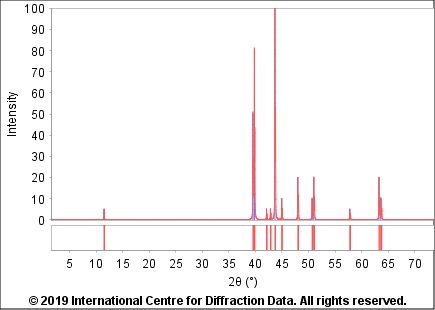 100
90
80
70
60
50
40
30
20
10
0
Intensity
5 10 15 20 25 30 35 40 45 50 55 60 65 70
2θ (°)
© 2019 International Centre for Diffraction Data. All rights reserved.